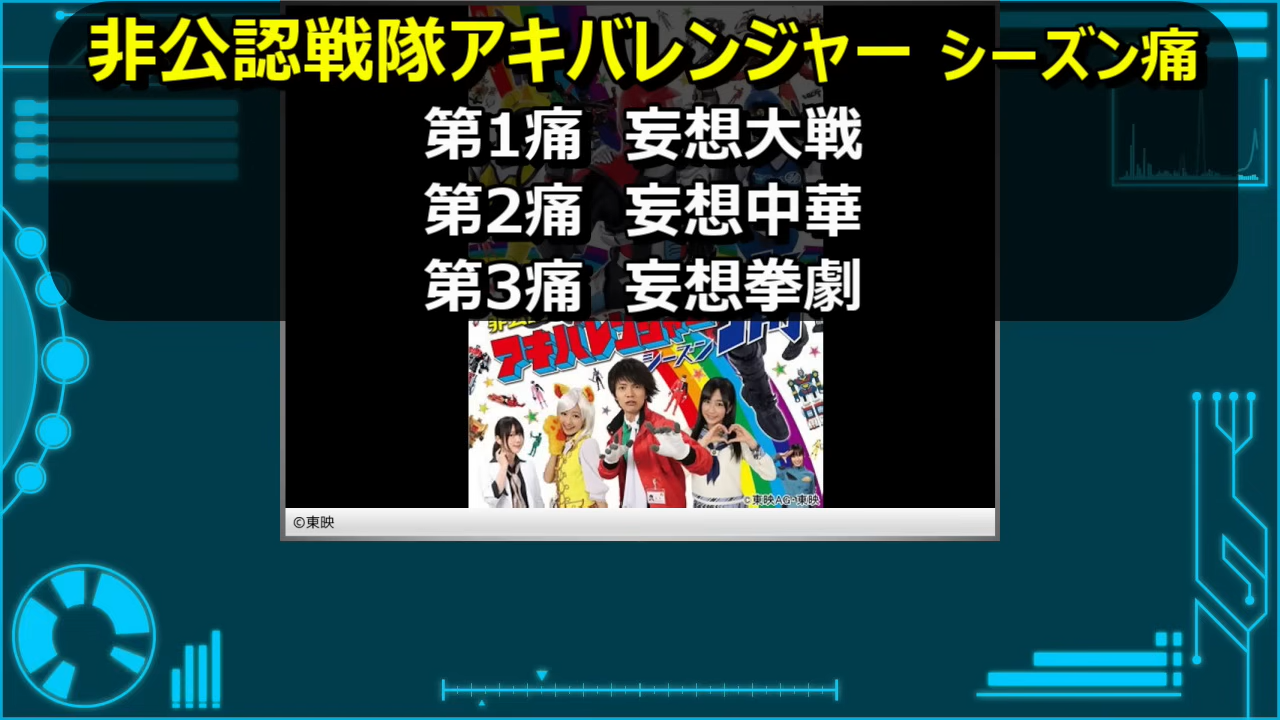 非公認戦隊アキバレンジャー シーズン痛
第1痛 妄想大戦
第2痛 妄想中華
第3痛 妄想拳劇
アキバレンジャー
シーズン
©東映AG・東映
©東映